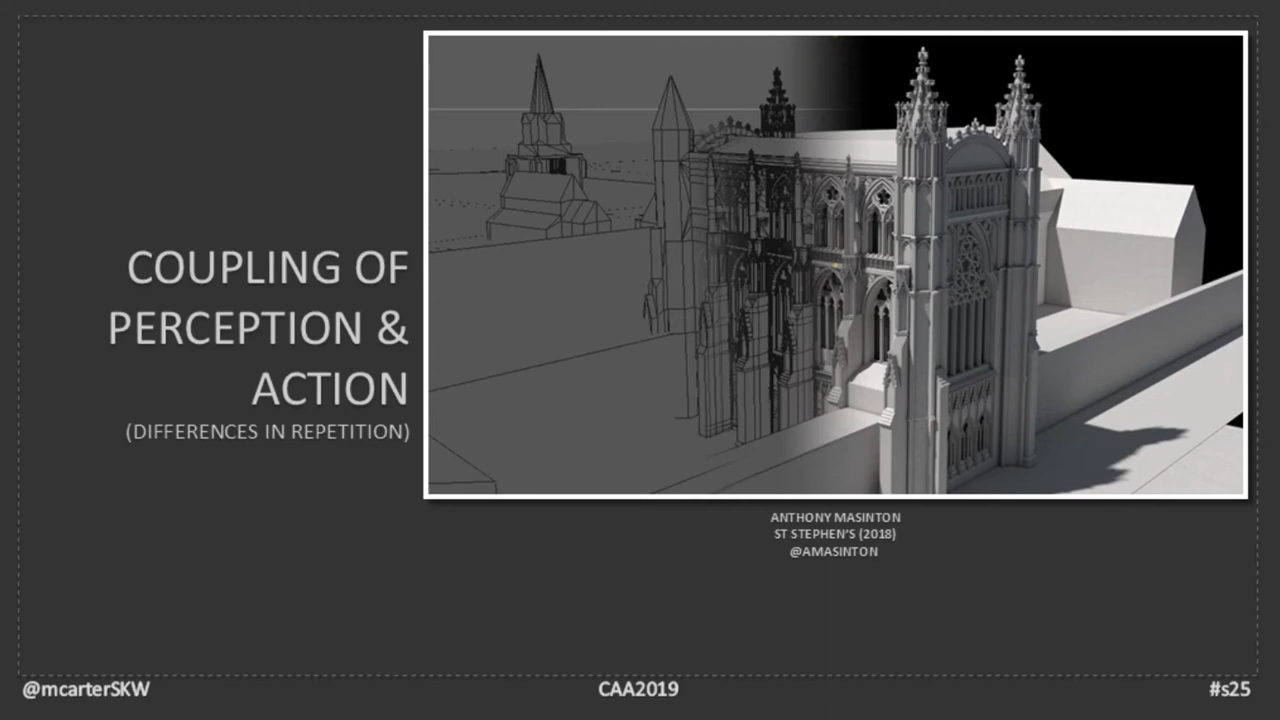 COUPLING OF
PERCEPTION &
ACTION
(DIFFERENCES IN REPETITION)
ANTHONY MASINTON
ST STEPHEN'S (2018)
@AMASINTON
@mcarterSKW
CAA2019
#s25